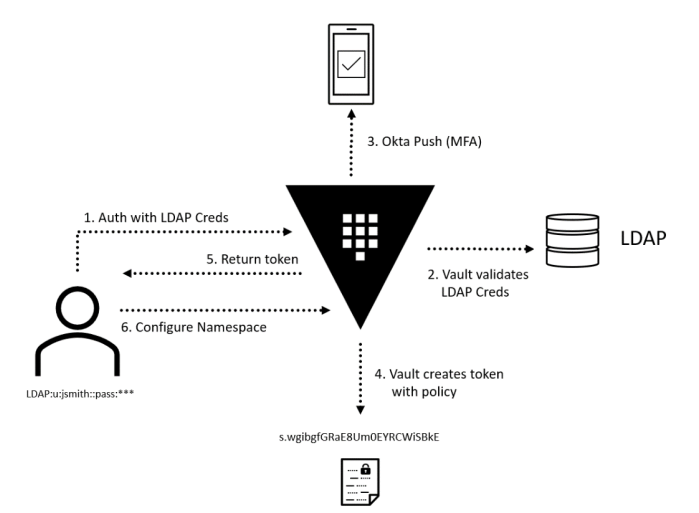 3. Okta Push (MFA)
1. Auth with LDAP Creds
LDAP
5. Return token
2. Vault validates
LDAP Creds
6. Configure Namespace
4. Vault creates token
with policy
LDAP:u:jsmith::pass:***
s.wgibgfGRaE8Um0EYRCWiSBkE